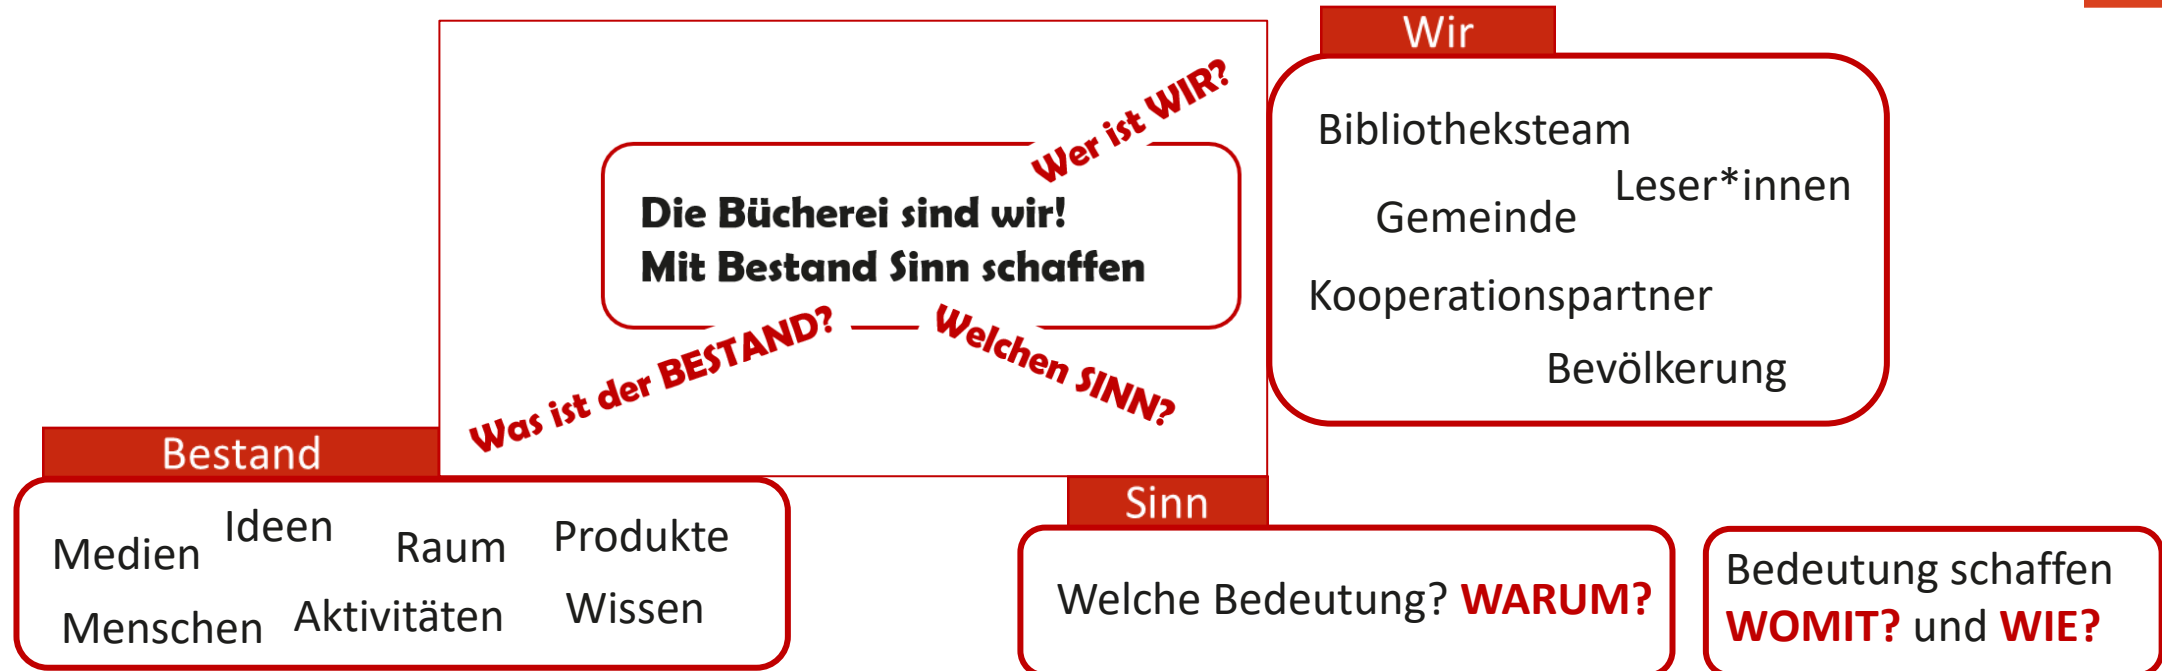 Wir
Wer ist WIR?
Bibliotheksteam
Leser*innen
Gemeinde
Kooperationspartner
Bevölkerung
Die Bücherei sind wir!
Mit Bestand Sinn schaffen
Was ist der BESTAND?
Welchen SINN?
Bestand
Medien Ideen Raum Produkte
Menschen Aktivitäten Wissen
Sinn
Welche Bedeutung? WARUM?
Bedeutung schaffen
WOMIT? und WIE?